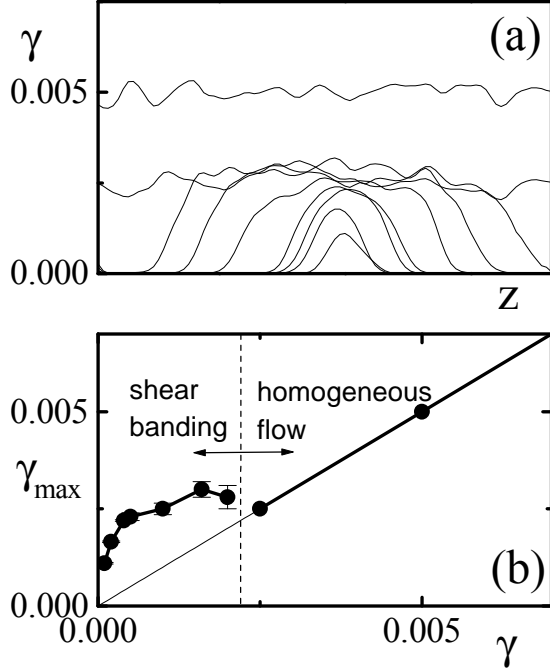 (a)
γ
0.005
0.000
z
shear
banding
homogeneous
flow
0.005
γmax
(b)
0.000
0.000
0.005
γ